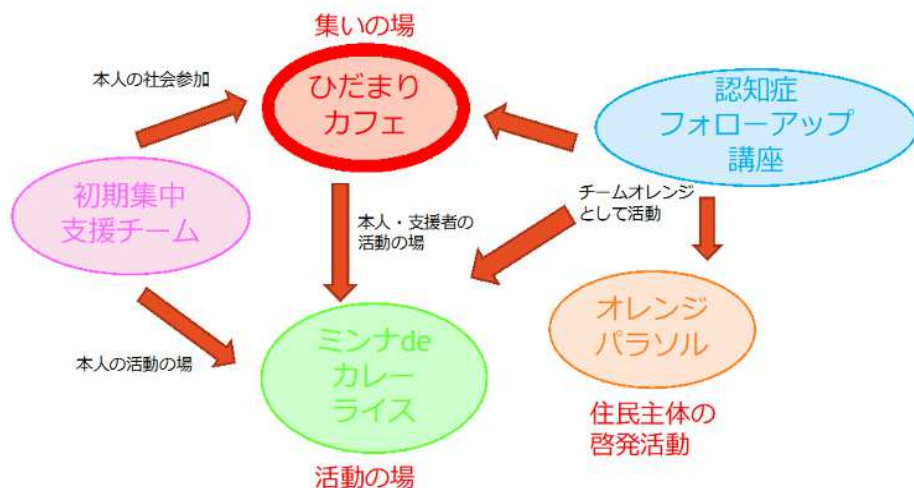 集いの場
本人の社会参加
ひだまり
カフェ
認知症
フォローアップ
講座
初期集中
支援チーム
チームオレンジ
として活動
本人・支援者の
活動の場
オレンジ
パラソル
ミンナde
カレー
ライス
本人の活動の場
住民主体の
啓発活動
活動の場